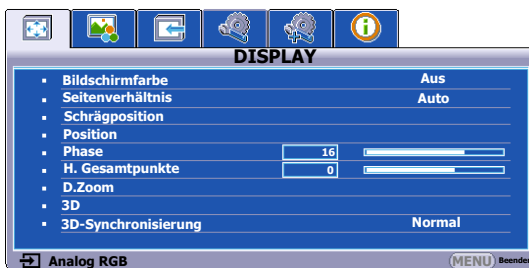 DISPLAY
Bildschirmfarbe Aus
Seitenverhältnis Auto
Schrägposition
Position
Phase 16
H. Gesamtpunkte 0
D.Zoom
3D
3D-Synchronisierung Normal
Analog RGB MENU Beenden